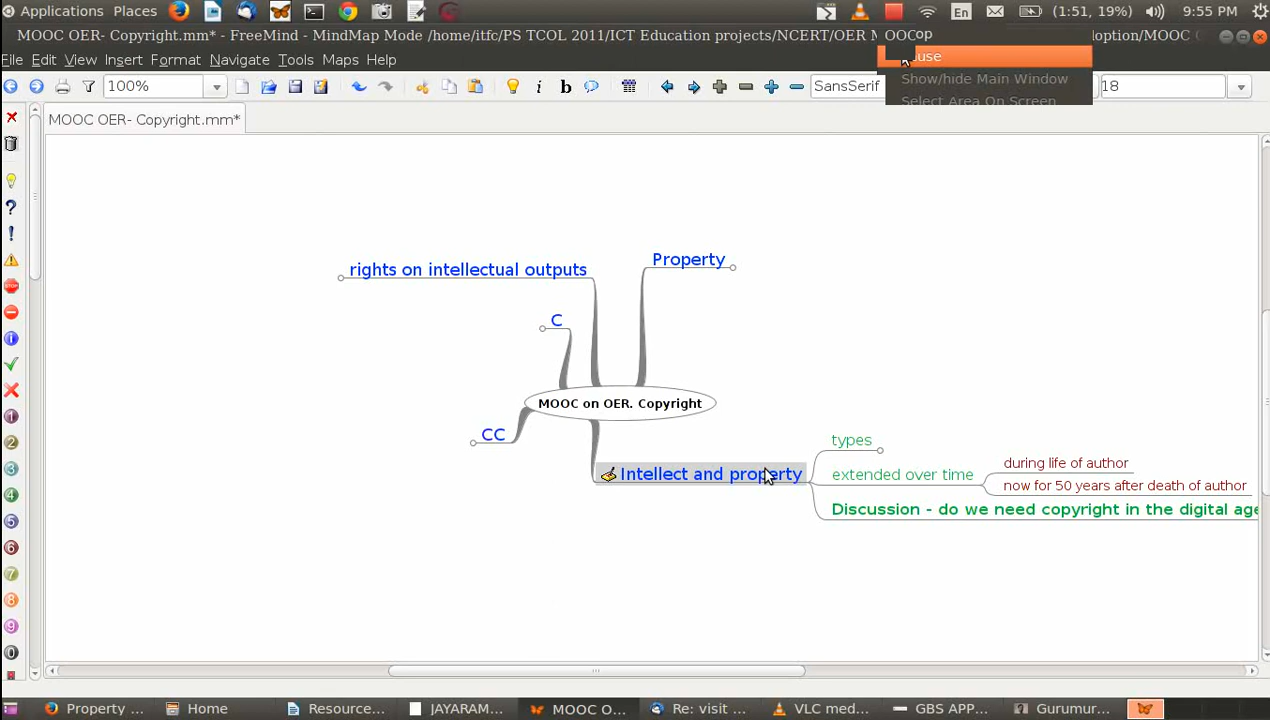 Applications Places
En
(1:51, 19%)
9:55 PM
MOOC OER- Copyright.mm* - FreeMind - MindMap Mode /home/itfc/PS TCOL 2011/ICT Education projects/NCERT/OER M
OOCop
doption/MOOC C
File Edit View Insert Format Navigate Tools Maps Help
use
Show/hide Main Window
Select Area On Screen
100%
SansSerif
18
MOOC OER- Copyright.mm*
rights on intellectual outputs
Property
C
MOOC on OER. Copyright
CC
Intellect and property
types
extended over time
during life of author
now for 50 years after death of author
Discussion - do we need copyright in the digital age
Property ...
Home
Resource...
JAYARAM...
MOOC O...
Re: visit ...
VLC med...
GBS APP...
Gurumur...